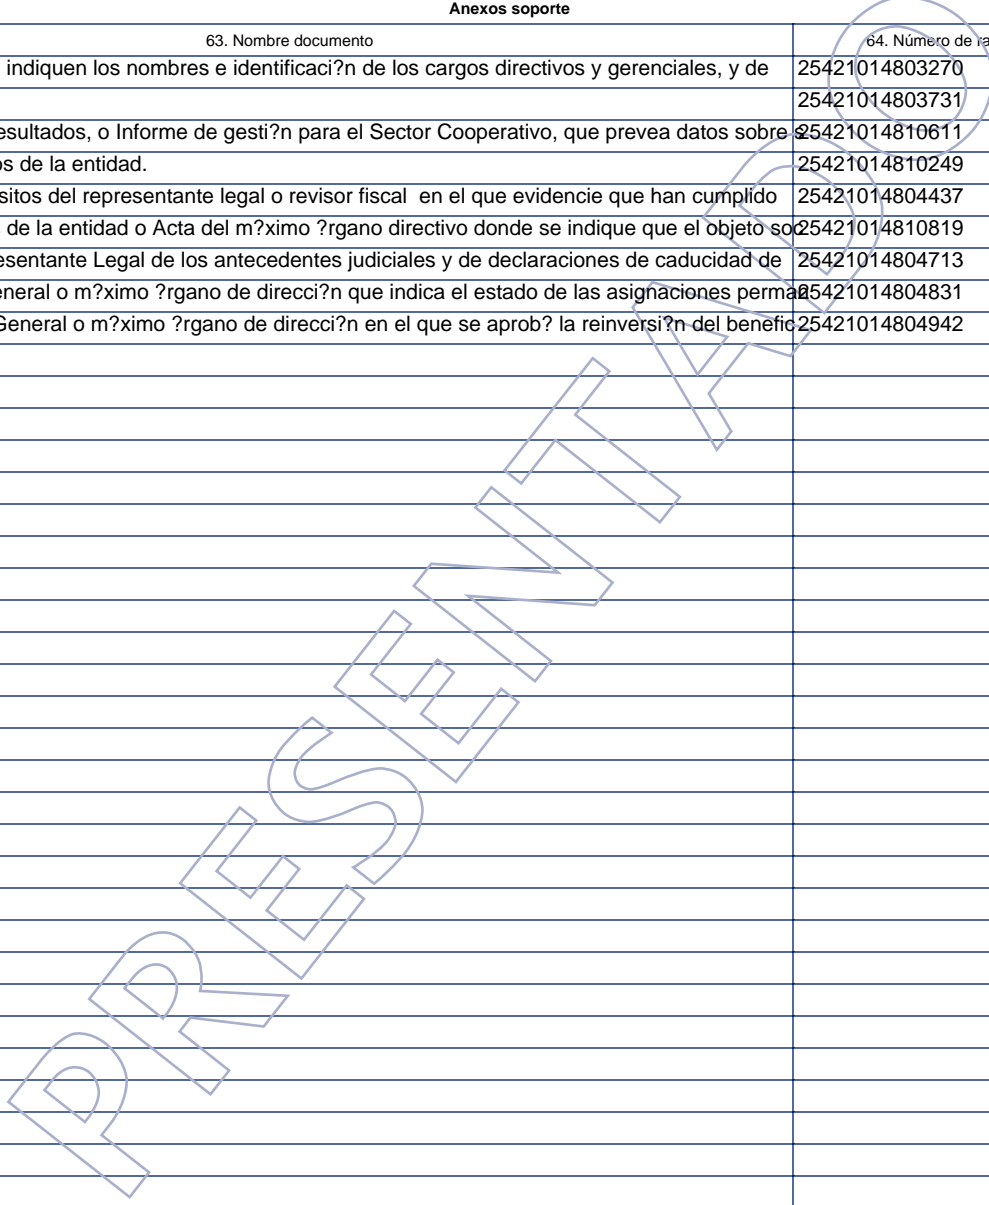 Anexos soporte
63. Nombre documento 64. Número de
indiquen los nombres e identificaci?n de los cargos directivos y gerenciales, y de 25421014803270
25421014803731
esultados, o Informe de gesti?n para el Sector Cooperativo, que prevea datos sobre 25421014810611
os de la entidad. 25421014810249
sitos del representante legal o revisor fiscal en el que evidencie que han cumplido 25421014804437
de la entidad o Acta del m?ximo ?rgano directivo donde se indique que el objeto soc 25421014810819
esentante Legal de los antecedentes judiciales y de declaraciones de caducidad de 25421014804713
eneral o m?ximo ?rgano de direcci?n que indica el estado de las asignaciones perma 25421014804831
General o m?ximo ?rgano de direcci?n en el que se aprob? la reinversi?n del benefic 25421014804942
PRESENTADO